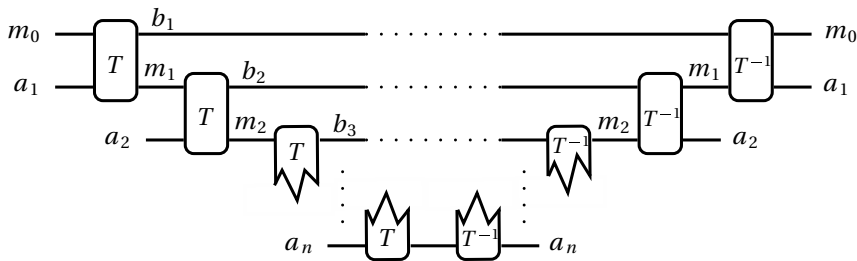 m₀ b₁ m₀
T T⁻¹
a₁ m₁ b₂ m₁ a₁
T T⁻¹
a₂ m₂ b₃ m₂ a₂
T T⁻¹
aₙ T T⁻¹ aₙ